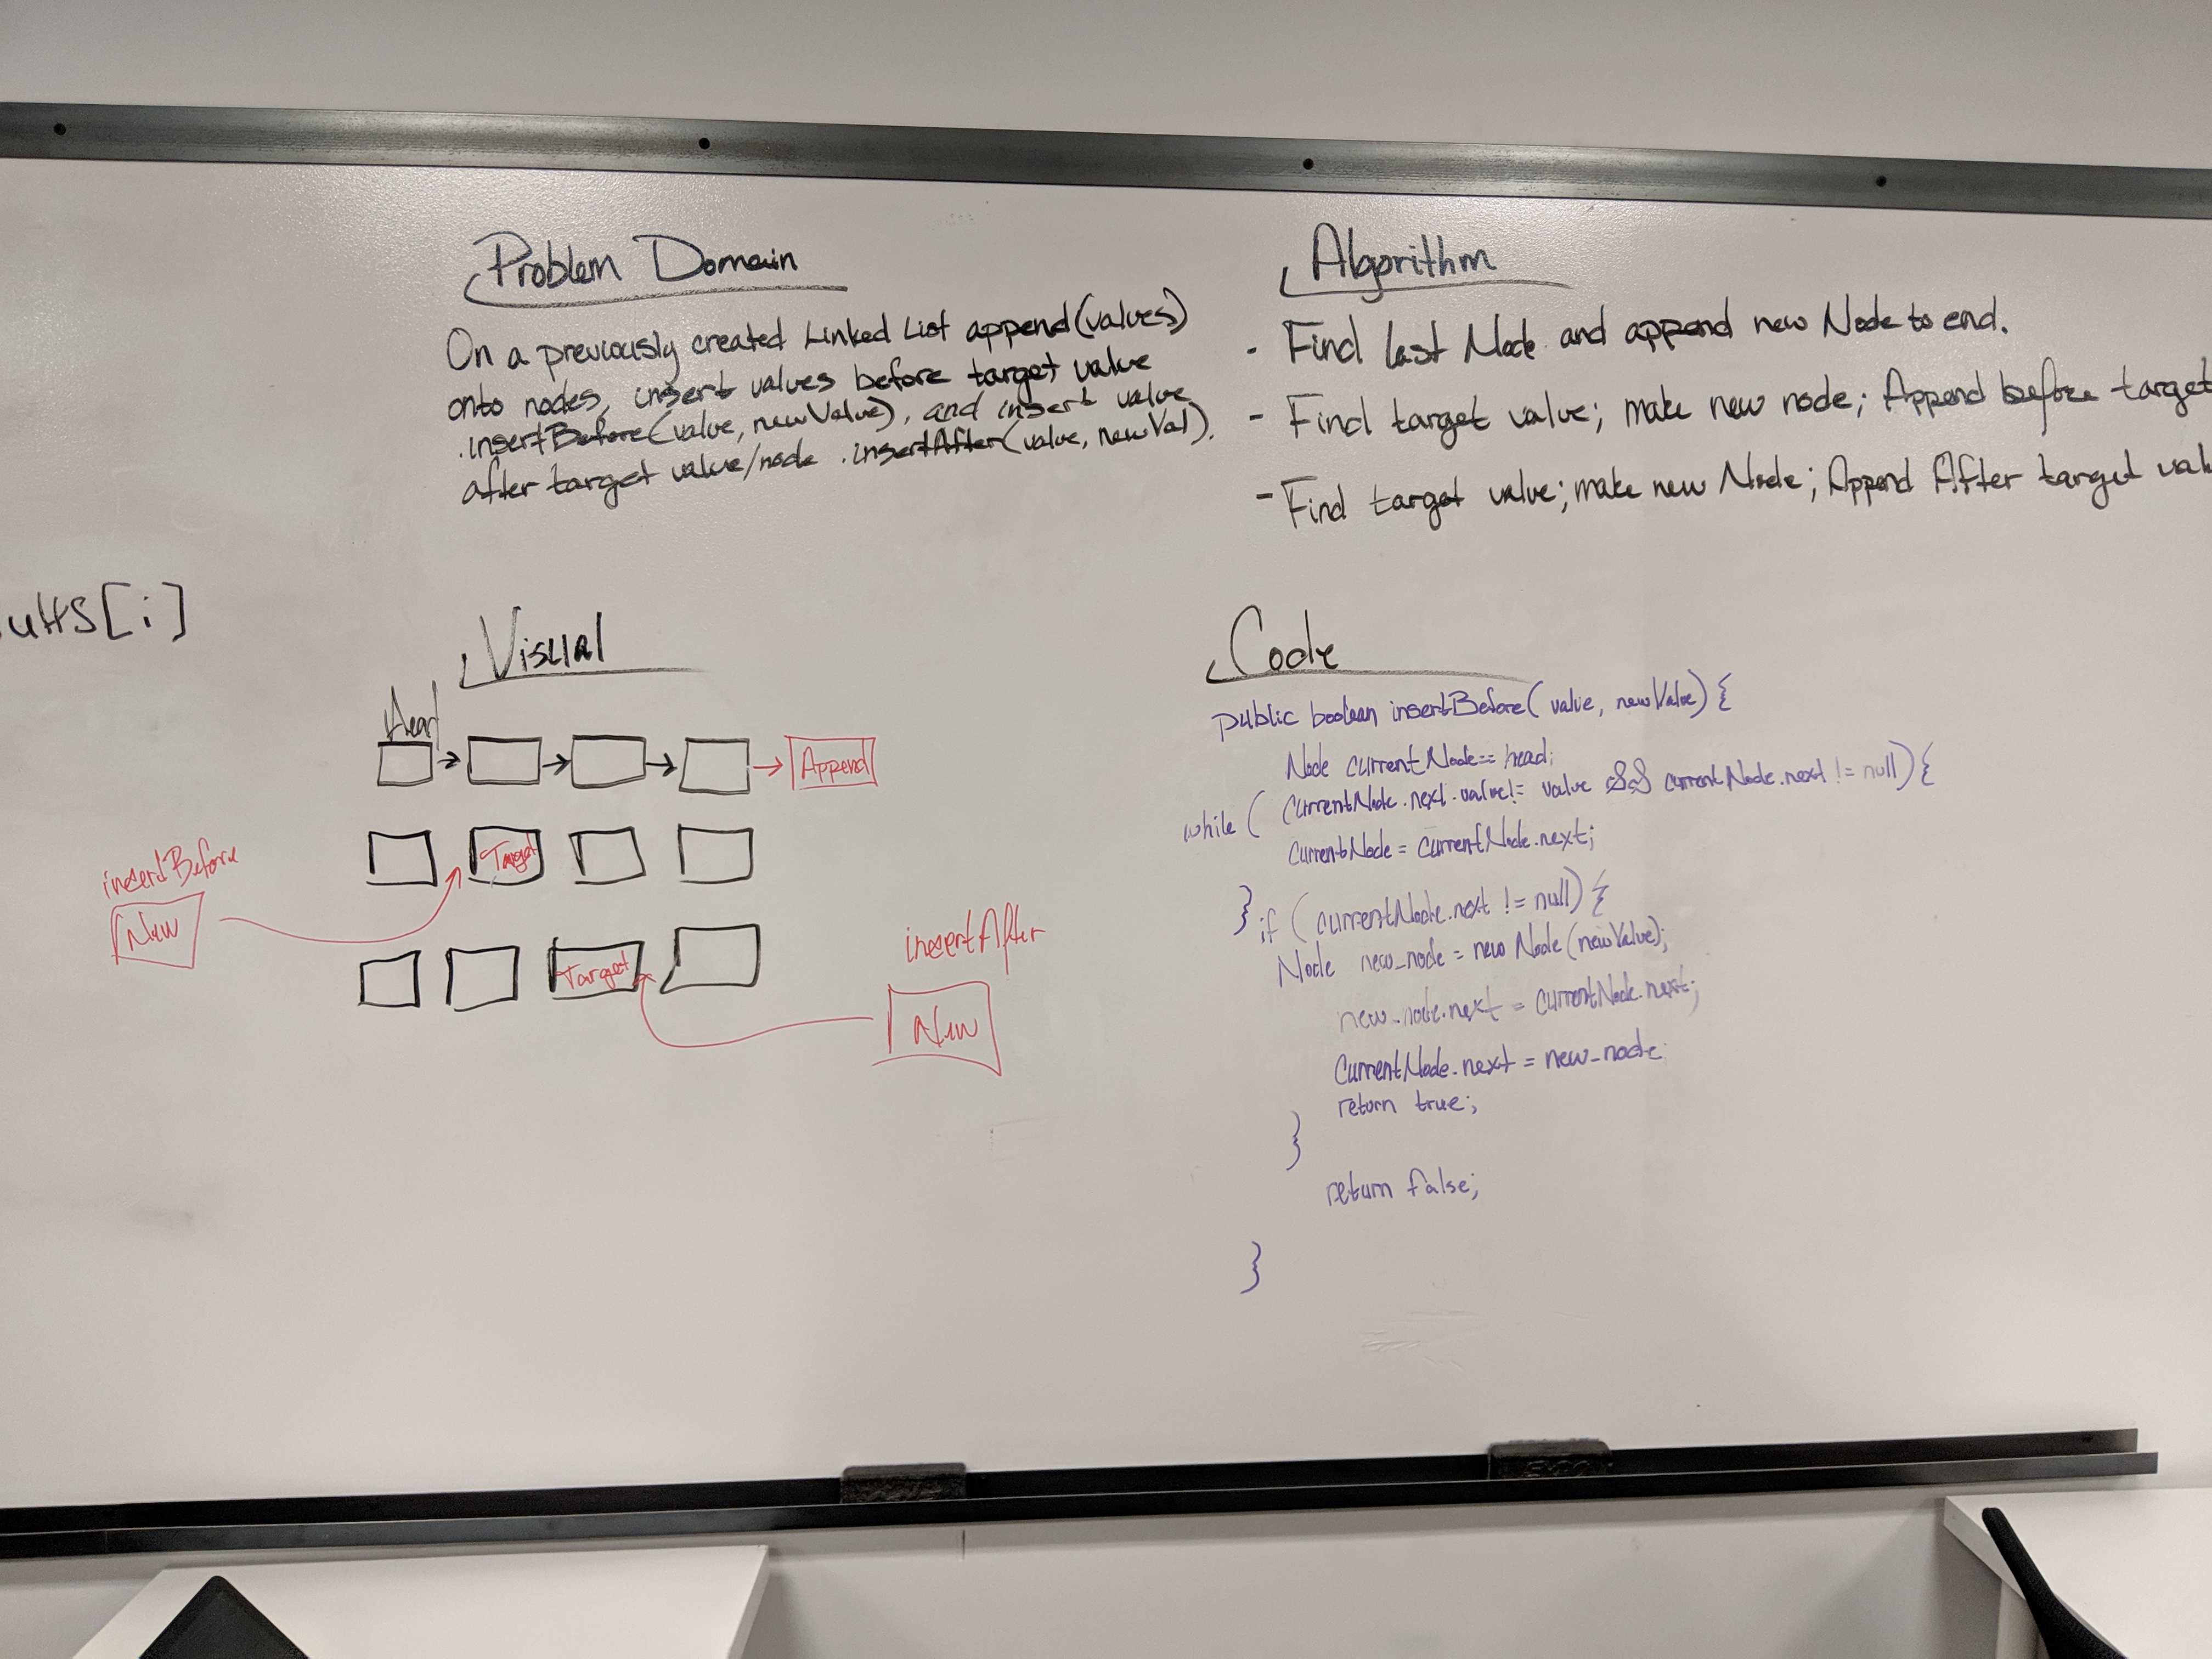 Problem Domain
On a previously created Linked List append(values)
onto nodes, insert values before target value
.insertBefore(value, newValue), and insert value
after target value/node .insertAfter(value, newVal).
Algorithm
- Find last Node and append new Node to end.
- Find target value; make new node; Append before target
- Find target value; make new Node; Append After target
[i]
Visual
Head
Append
insertBefore
New
Target
Target
insertAfter
New
Code
public boolean insertBefore( value, newValue) {
Node currentNode == head;
while ( currentNode.next.value != value && currentNode.next != null) {
currentNode = currentNode.next;
} if ( currentNode.next != null) {
Node new_node = new Node(newValue);
new_node.next = currentNode.next;
currentNode.next = new_node
return true;
}
return false;
}